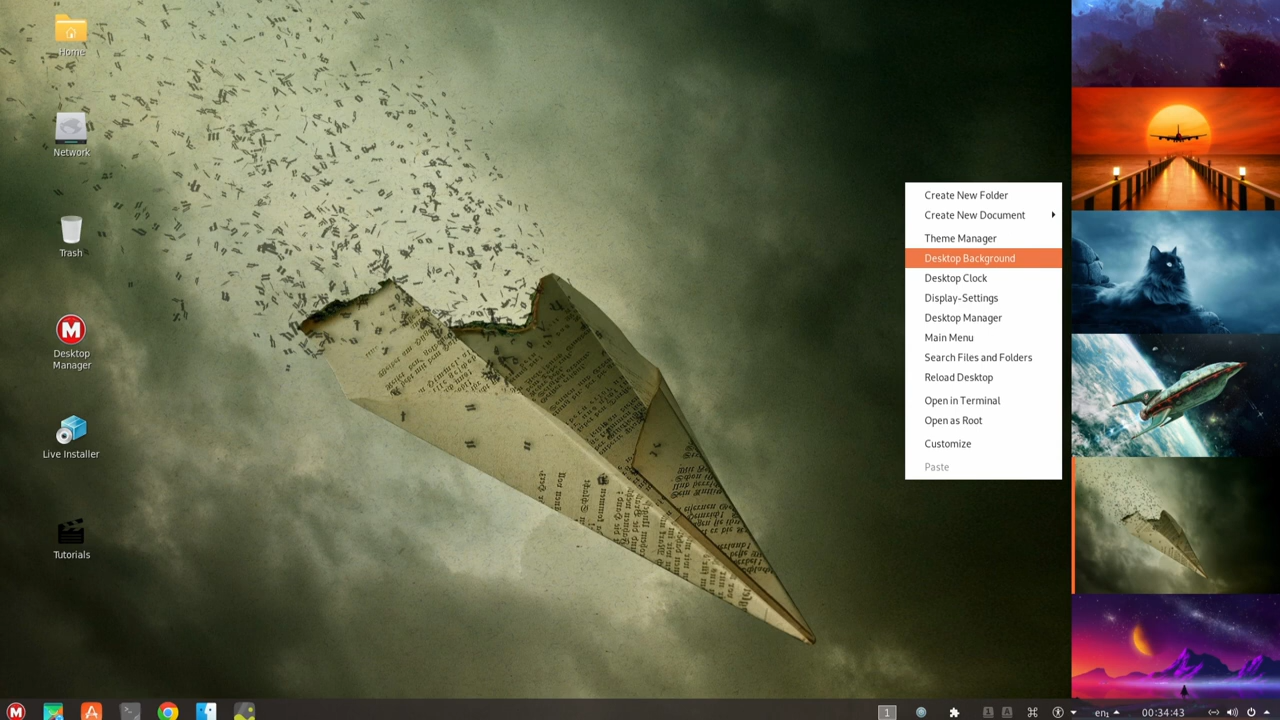 Home
Network
Trash
Desktop
Manager
Live Installer
Tutorials
Create New Folder
Create New Document
Theme Manager
Desktop Background
Desktop Clock
Display-Settings
Desktop Manager
Main Menu
Search Files and Folders
Reload Desktop
Open in Terminal
Open as Root
Customize
Paste
1
en₁
00:34:43